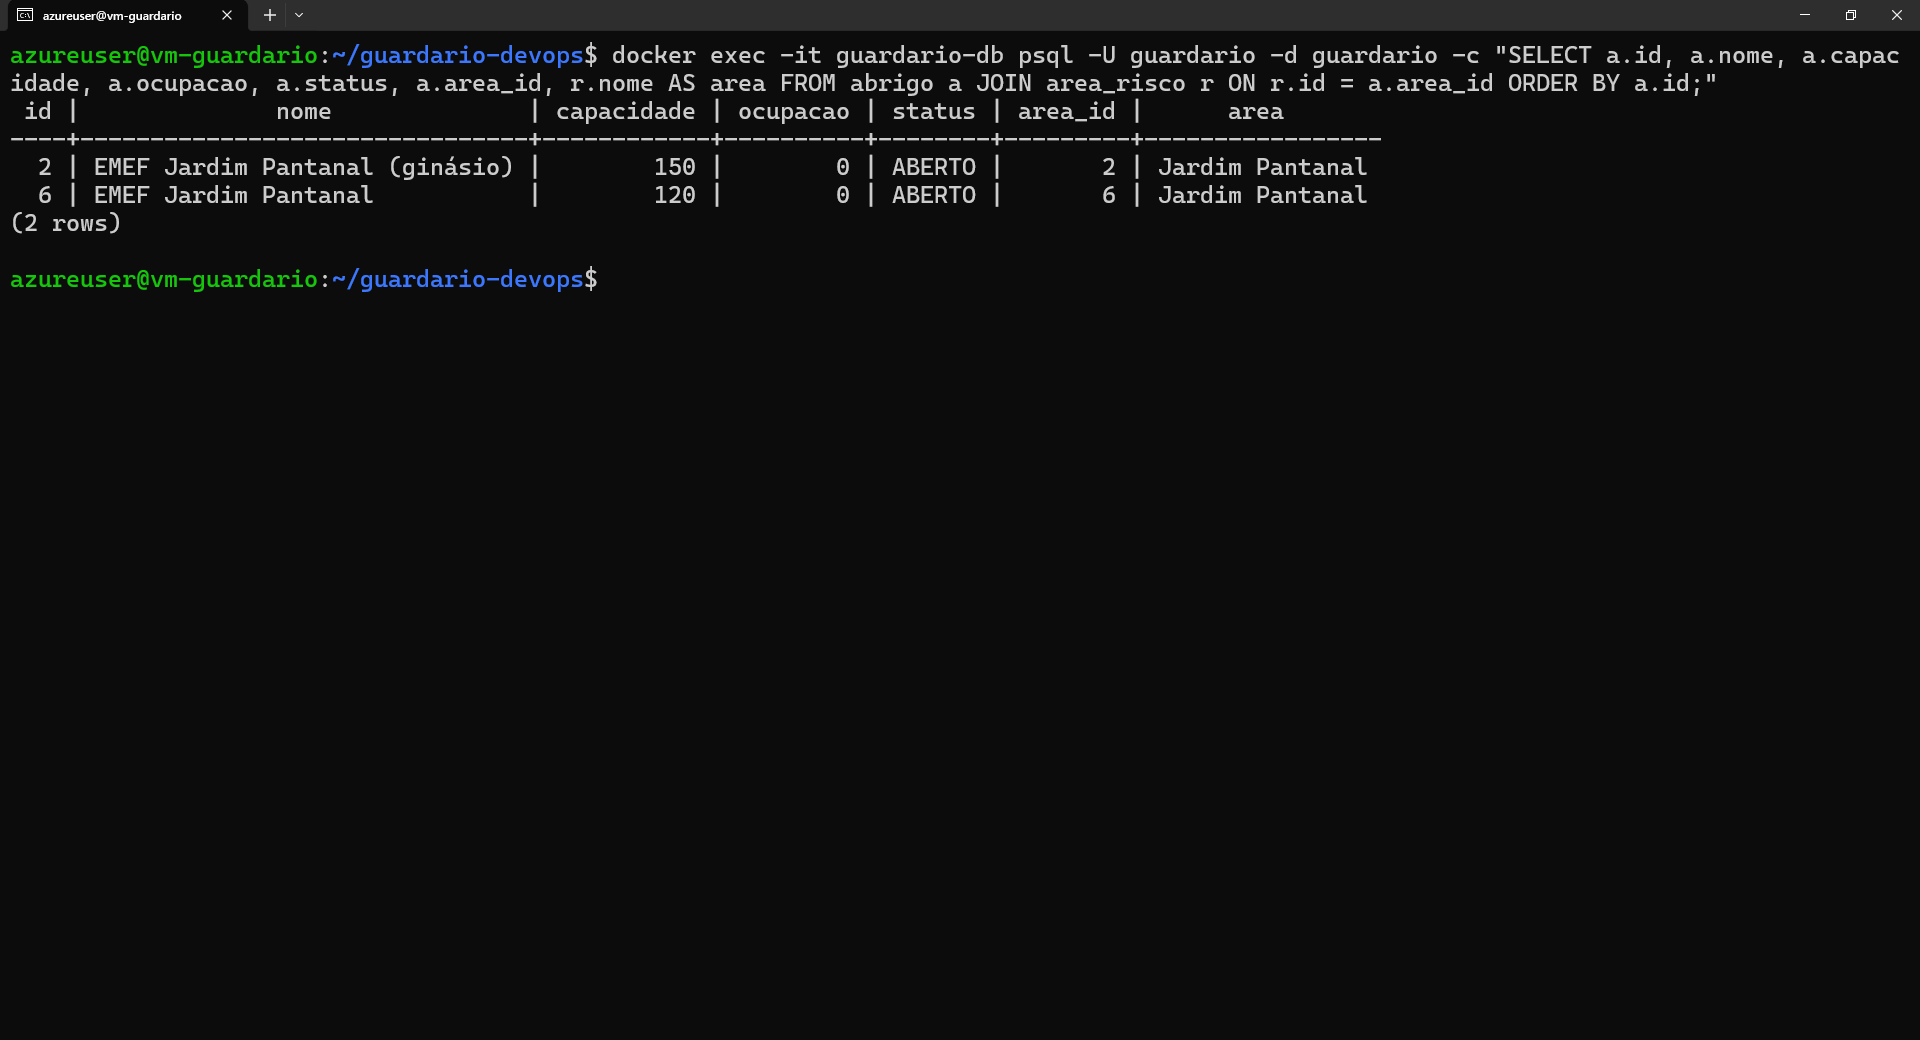 azureuser@vm-guardario
azureuser@vm-guardario:~/guardario-devops$ docker exec -it guardario-db psql -U guardario -d guardario -c "SELECT a.id, a.nome, a.capac
idade, a.ocupacao, a.status, a.area_id, r.nome AS area FROM abrigo a JOIN area_risco r ON r.id = a.area_id ORDER BY a.id;"
 id |              nome              | capacidade | ocupacao | status | area_id |      area
----+--------------------------------+------------+----------+--------+---------+-----------------
  2 | EMEF Jardim Pantanal (ginásio) |        150 |        0 | ABERTO |       2 | Jardim Pantanal
  6 | EMEF Jardim Pantanal           |        120 |        0 | ABERTO |       6 | Jardim Pantanal
(2 rows)
azureuser@vm-guardario:~/guardario-devops$